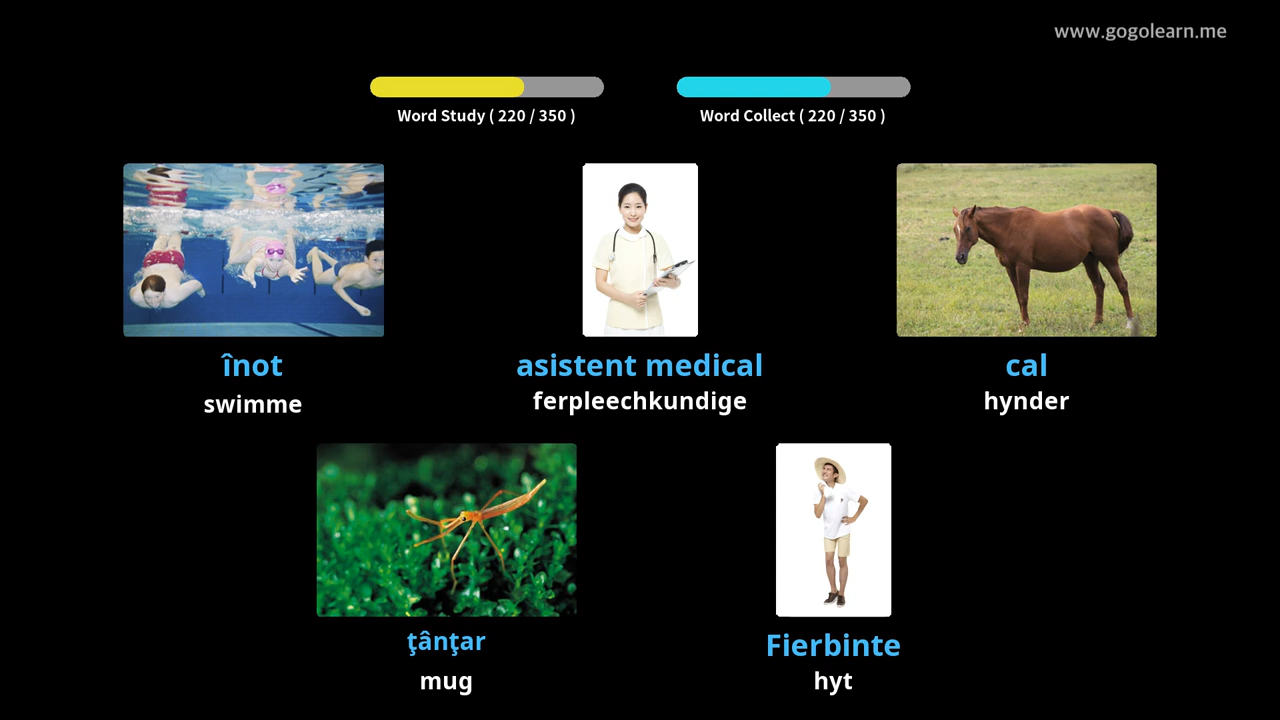 www.gogolearn.me
Word Study ( 220 / 350 )
Word Collect ( 220 / 350 )
înot
swimme
asistent medical
ferpleechkundige
cal
hynder
ţânţar
mug
Fierbinte
hyt